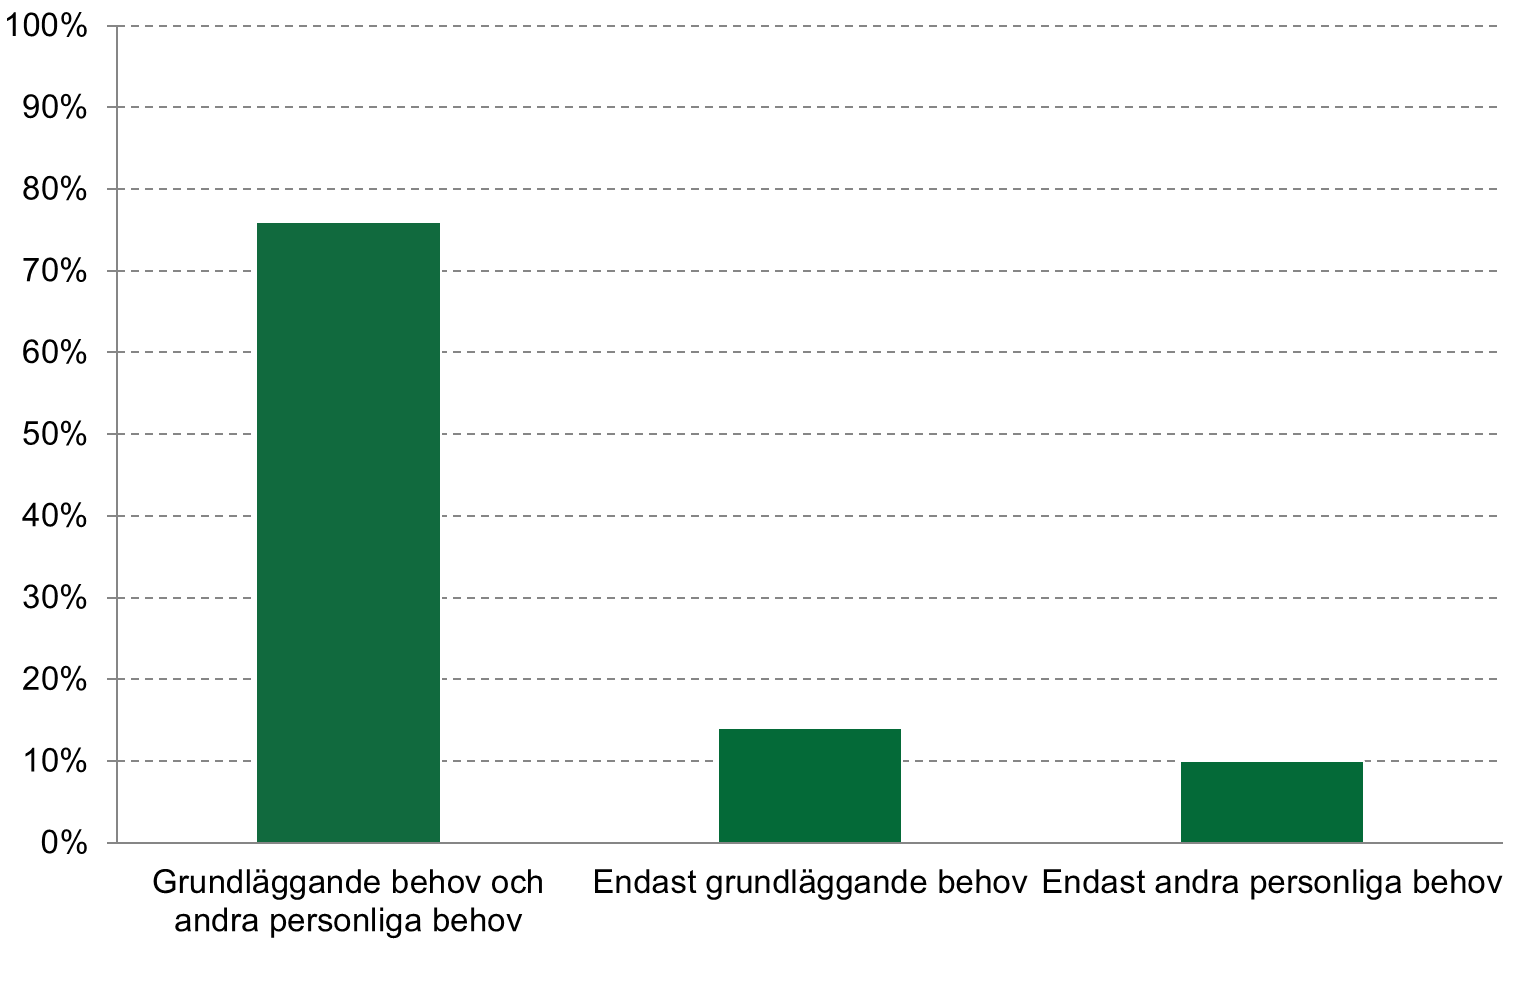 100%
90%
80%
70%
60%
50%
40%
30%
20%
10%
0%
Grundläggande behov och
andra personliga behov
Endast grundläggande behov
Endast andra personliga behov